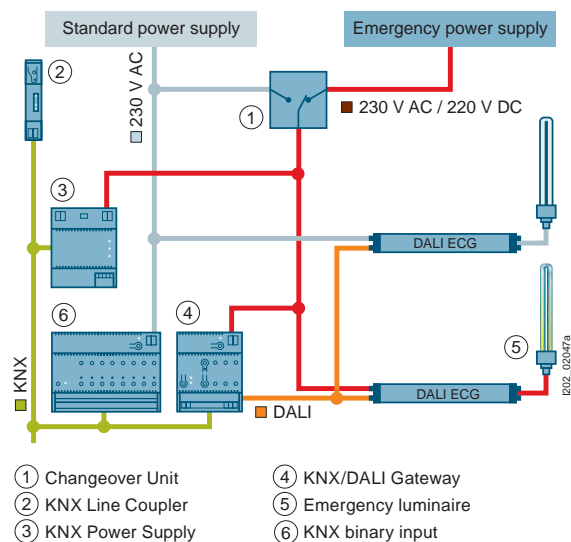 Standard power supply
Emergency power supply
2
230 V AC
1
230 V AC / 220 V DC
3
DALI ECG
6
4
5
KNX
DALI
DALI ECG
I202_02047a
1 Changeover Unit
2 KNX Line Coupler
3 KNX Power Supply
4 KNX/DALI Gateway
5 Emergency luminaire
6 KNX binary input